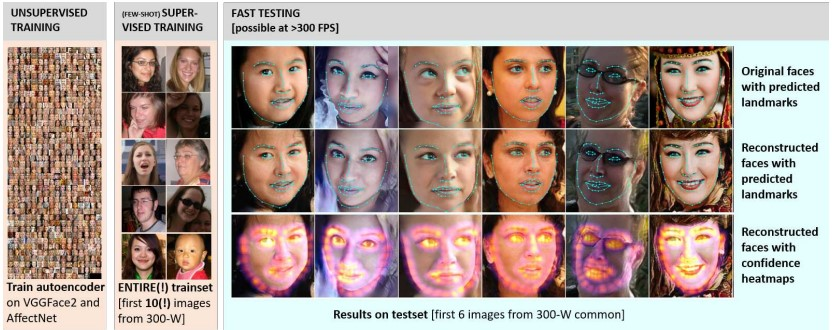 UNSUPERVISED
TRAINING
(FEW-SHOT) SUPER-
VISED TRAINING
FAST TESTING
[possible at >300 FPS]
Original faces
with predicted
landmarks
Reconstructed
faces with
predicted
landmarks
Reconstructed
faces with
confidence
heatmaps
Train autoencoder
on VGGFace2 and
AffectNet
ENTIRE(!) trainset
[first 10(!) images
from 300-W]
Results on testset [first 6 images from 300-W common]